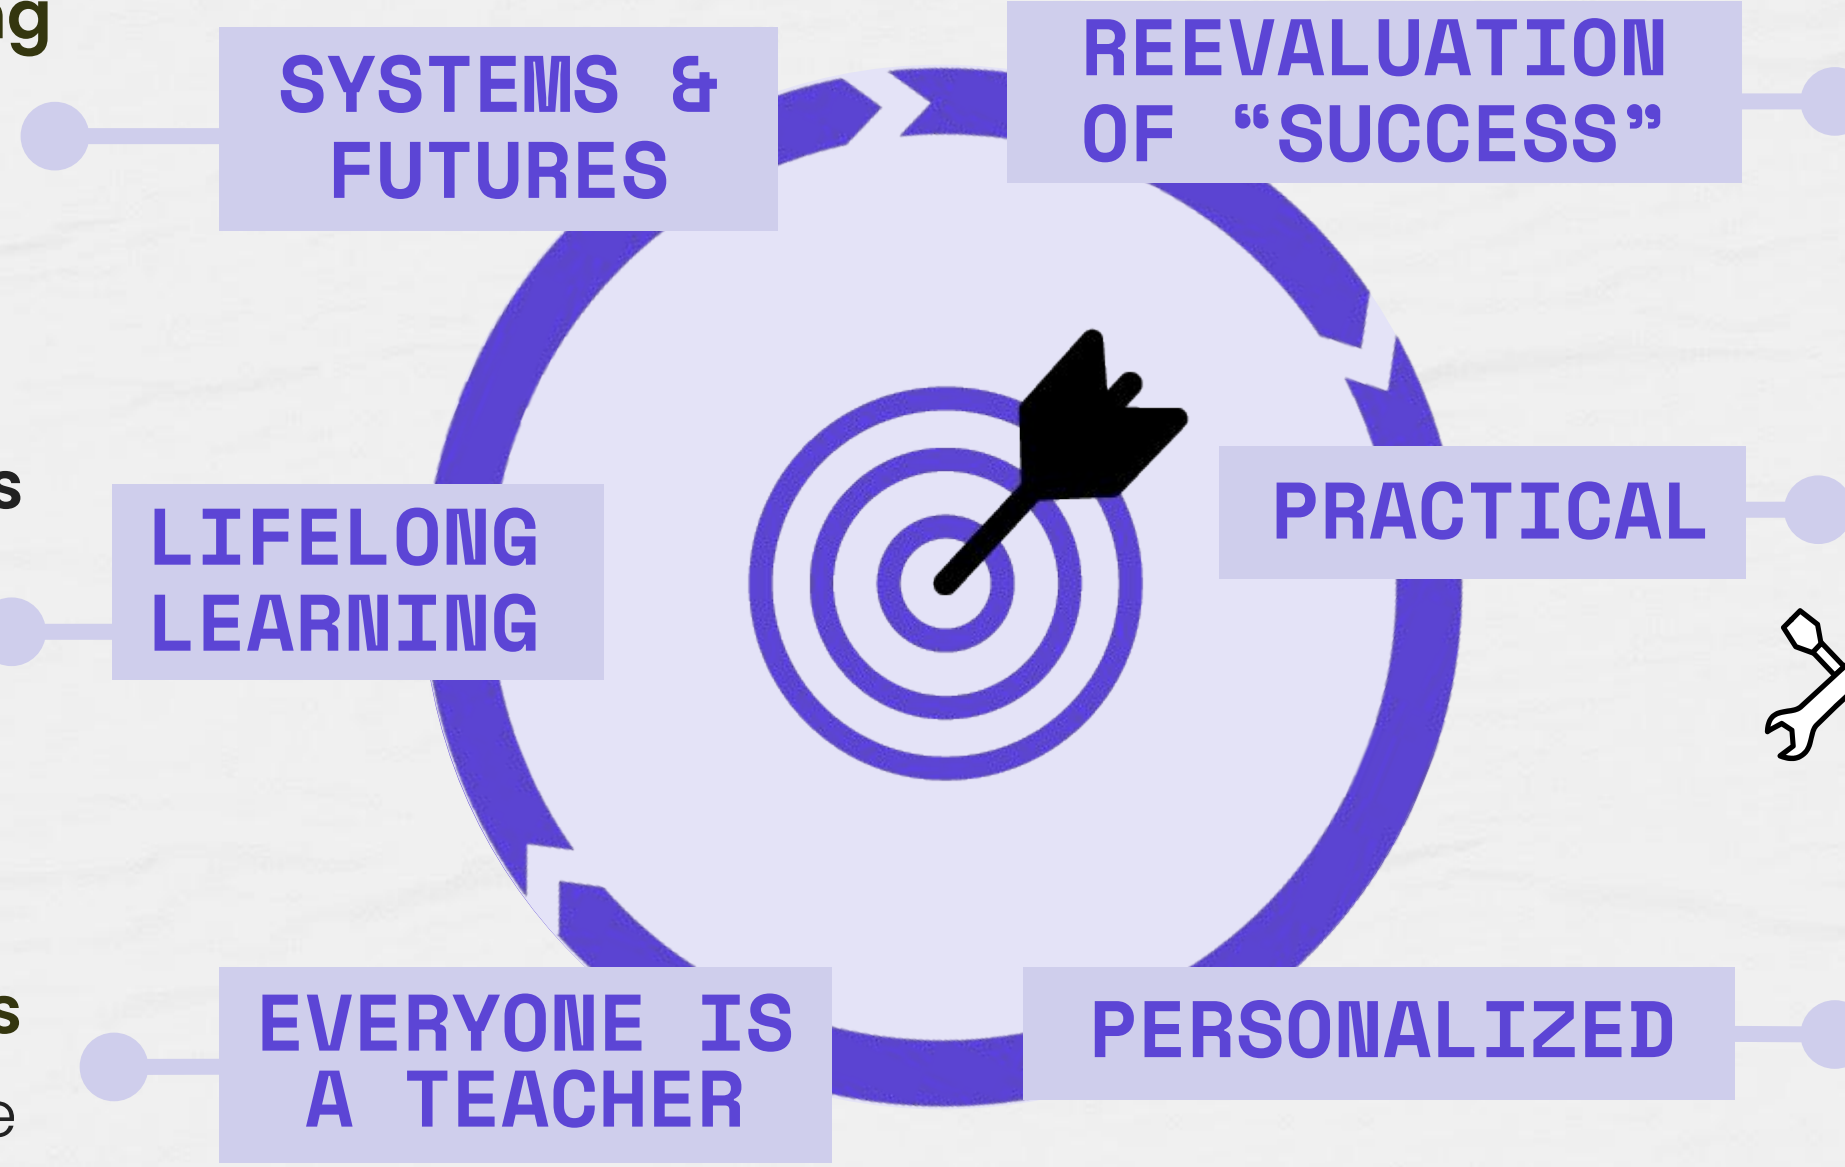 SYSTEMS &
FUTURES
REEVALUATION
OF “SUCCESS”
LIFELONG
LEARNING
PRACTICAL
EVERYONE IS
A TEACHER
PERSONALIZED